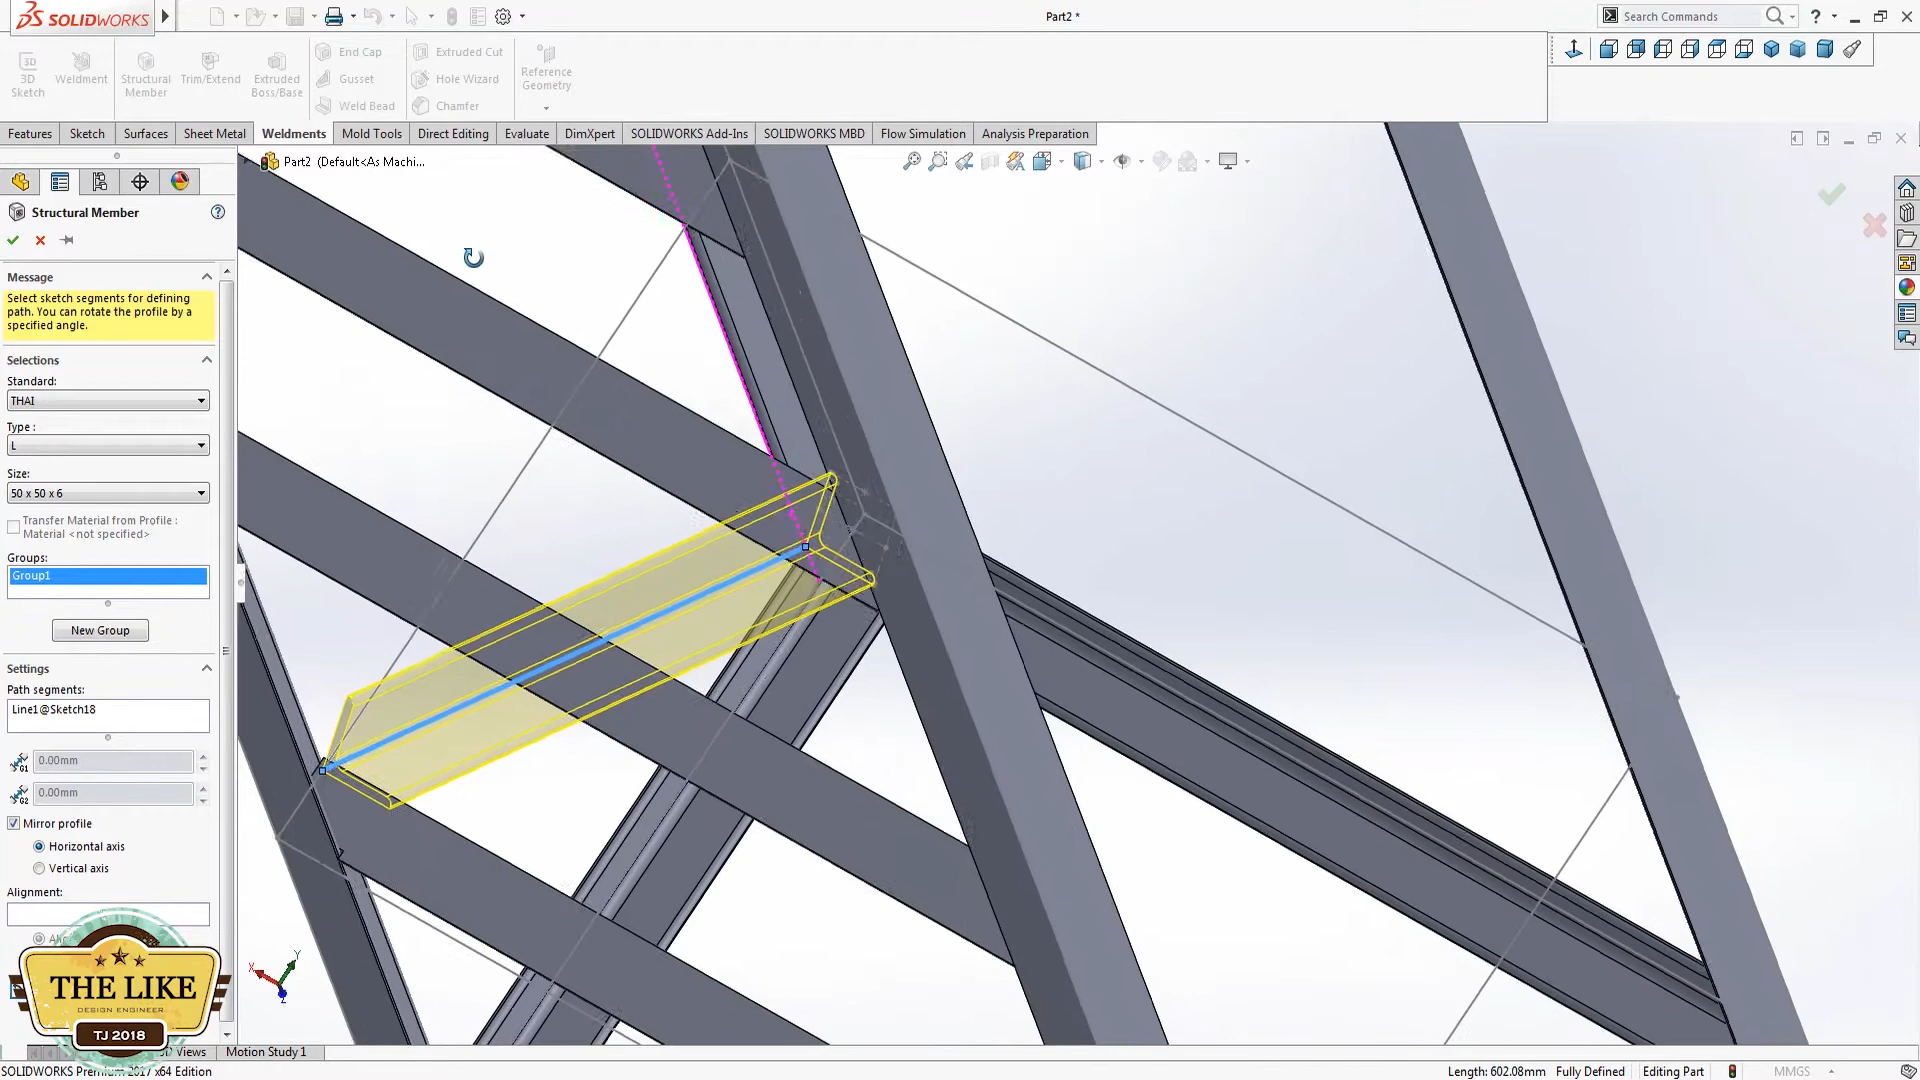 SOLIDWORKS
Part2 *
Search Commands
3D Sketch
Weldment
Structural Member
Trim/Extend
Extruded Boss/Base
End Cap
Gusset
Weld Bead
Extruded Cut
Hole Wizard
Chamfer
Reference Geometry
Features Sketch Surfaces Sheet Metal Weldments Mold Tools Direct Editing Evaluate DimXpert SOLIDWORKS Add-Ins SOLIDWORKS MBD Flow Simulation Analysis Preparation
Part2 (Default<As Machi...
Structural Member
Message
Select sketch segments for defining
path. You can rotate the profile by a
specified angle.
Selections
Standard:
THAI
Type :
L
Size:
50 x 50 x 6
Transfer Material from Profile :
Material <not specified>
Groups:
Group1
New Group
Settings
Path segments:
Line1@Sketch18
G1 0.00mm
G2 0.00mm
Mirror profile
Horizontal axis
Vertical axis
Alignment:
THE LIKE
DESIGN ENGINEER
TJ 2018
X
Y
Z
Views Motion Study 1
SOLIDWORKS Premium 2017 x64 Edition
Length: 602.08mm Fully Defined Editing Part MMGS